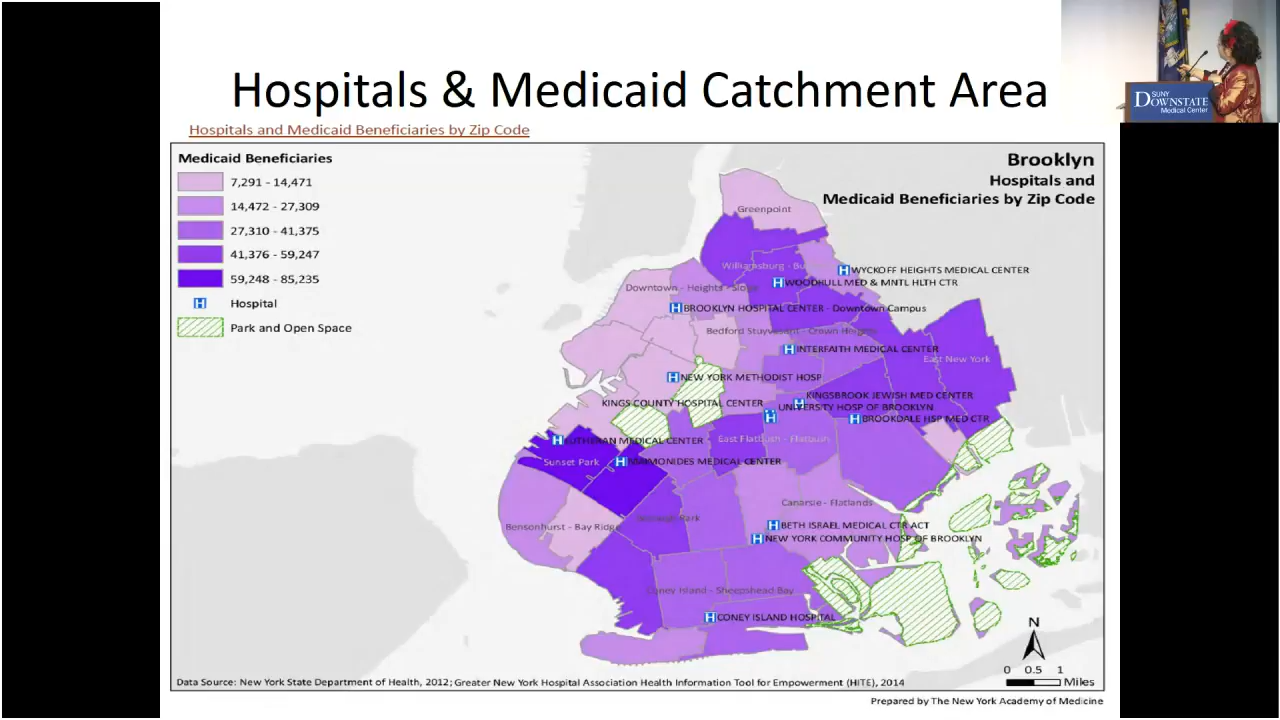 Hospitals & Medicaid Catchment Area
Hospitals and Medicaid Beneficiaries by Zip Code
SUNY
DOWNSTATE
Medical Center
Medicaid Beneficiaries
7,291 - 14,471
14,472 - 27,309
27,310 - 41,375
41,376 - 59,247
59,248 - 85,235
Hospital
Park and Open Space
Brooklyn
Hospitals and
Medicaid Beneficiaries by Zip Code
Greenpoint
Williamsburg -
WYCKOFF HEIGHTS MEDICAL CENTER
WOODHULL MED & MNTL HLTH CTR
Downtown - Heights - Slope
BROOKLYN HOSPITAL CENTER - Downtown Campus
Bedford Stuyvesant - Crown Heights
INTERFAITH MEDICAL CENTER
East New York
NEW YORK METHODIST HOSP
KINGSBROOK JEWISH MED CENTER
KINGS COUNTY HOSPITAL CENTER
UNIVERSITY HOSP OF BROOKLYN
BROOKDALE HSP MED CTR
LUTHERAN MEDICAL CENTER
East Flatbush - Flatbush
Sunset Park
MAIMONIDES MEDICAL CENTER
Canarsie - Flatlands
Borough Park
Bensonhurst - Bay Ridge
BETH ISRAEL MEDICAL CTR ACT
NEW YORK COMMUNITY HOSP OF BROOKLYN
Coney Island - Sheepshead Bay
CONEY ISLAND HOSPITAL
N
0 0.5 1
Miles
Data Source: New York State Department of Health, 2012; Greater New York Hospital Association Health Information Tool for Empowerment (HITE), 2014
Prepared by The New York Academy of Medicine